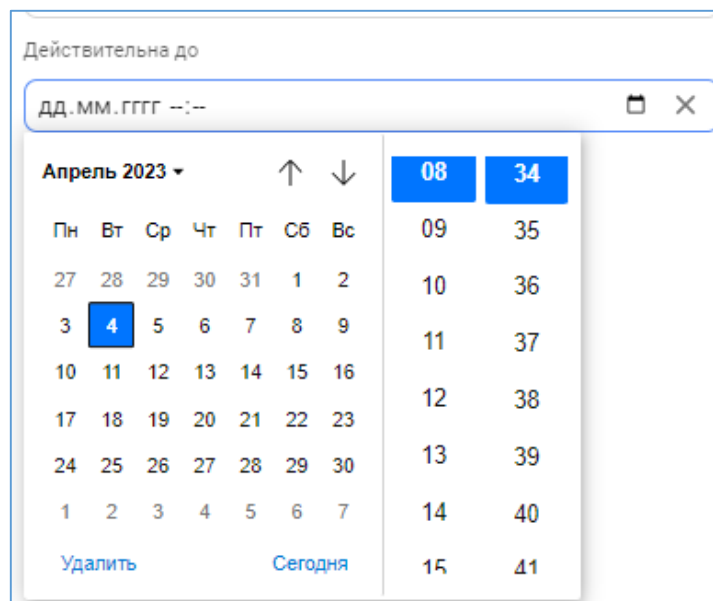 Действительна до
дд.мм.гггг --:--
Апрель 2023
Пн Вт Ср Чт Пт Сб Вс
27 28 29 30 31 1 2
3 4 5 6 7 8 9
10 11 12 13 14 15 16
17 18 19 20 21 22 23
24 25 26 27 28 29 30
1 2 3 4 5 6 7
Удалить Сегодня
08 34
09 35
10 36
11 37
12 38
13 39
14 40
15 41